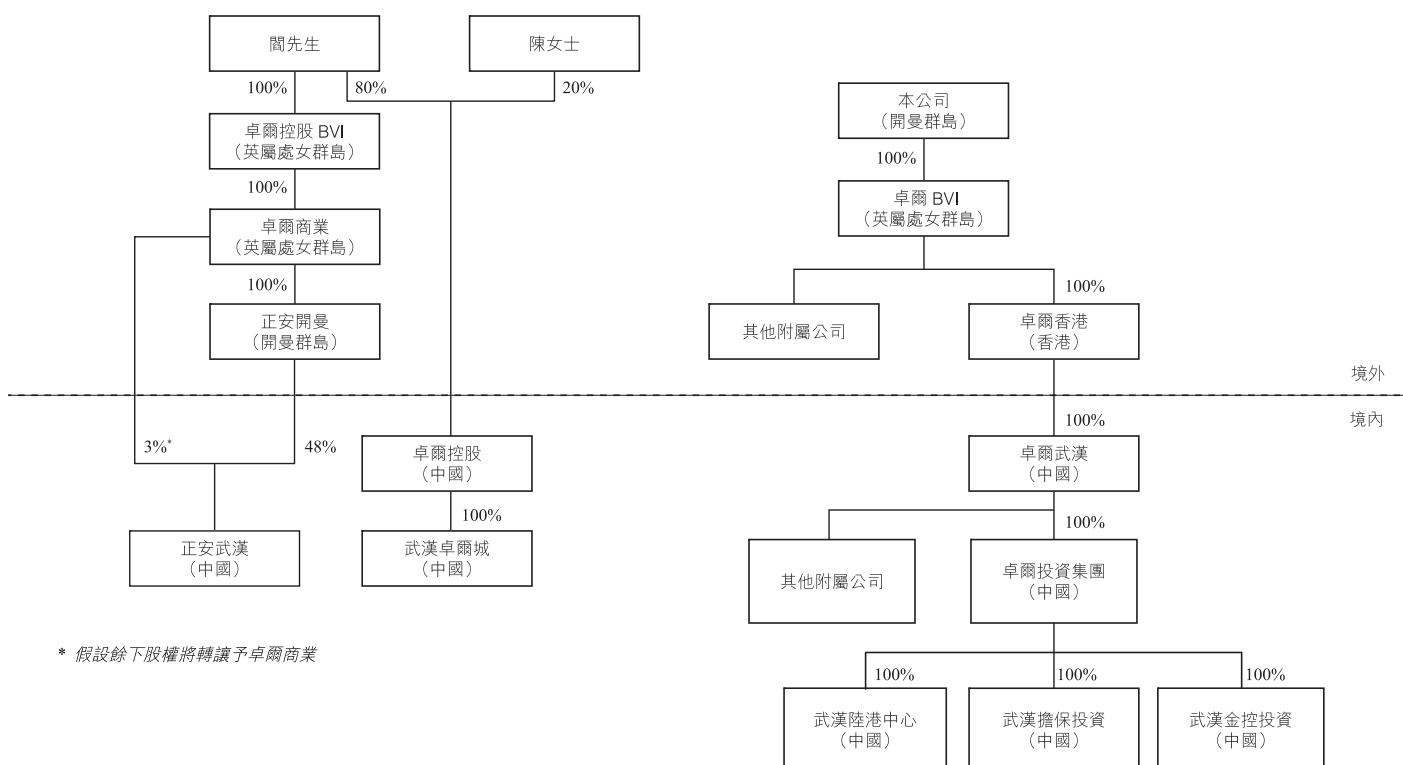 閻先生
陳女士
100%
80%
20%
本公司
（開曼群島）
卓爾控股 BVI
（英屬處女群島）
100%
100%
卓爾 BVI
（英屬處女群島）
卓爾商業
（英屬處女群島）
100%
100%
其他附屬公司
卓爾香港
（香港）
正安開曼
（開曼群島）
境外
境內
3%*
48%
100%
卓爾控股
（中國）
卓爾武漢
（中國）
100%
100%
正安武漢
（中國）
武漢卓爾城
（中國）
其他附屬公司
卓爾投資集團
（中國）
* 假設餘下股權將轉讓予卓爾商業
100%
100%
100%
武漢陸港中心
（中國）
武漢擔保投資
（中國）
武漢金控投資
（中國）